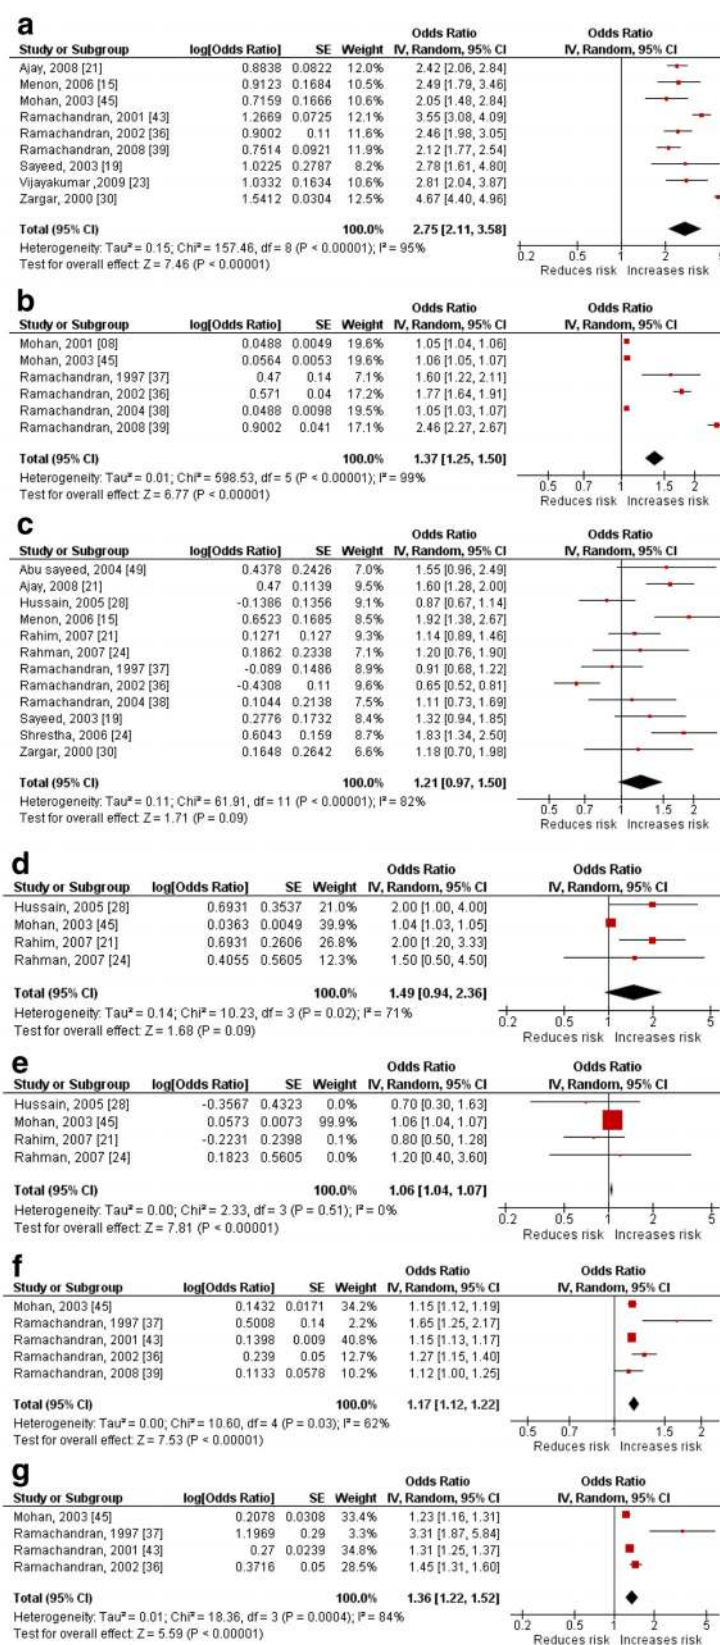 a
Odds Ratio Odds Ratio
Study or Subgroup log[Odds Ratio] SE Weight IV, Random, 95% CI IV, Random, 95% CI
Ajay, 2008 [21] 0.8838 0.0822 12.0% 2.42 [2.06, 2.84]
Menon, 2006 [15] 0.9123 0.1684 10.5% 2.49 [1.79, 3.46]
Mohan, 2003 [45] 0.7159 0.1666 10.6% 2.05 [1.48, 2.84]
Ramachandran, 2001 [43] 1.2669 0.0725 12.1% 3.55 [3.08, 4.09]
Ramachandran, 2002 [36] 0.9002 0.11 11.6% 2.46 [1.98, 3.05]
Ramachandran, 2008 [39] 0.7514 0.0921 11.9% 2.12 [1.77, 2.54]
Sayeed, 2003 [19] 1.0225 0.2787 8.2% 2.78 [1.61, 4.80]
Vijayakumar ,2009 [23] 1.0332 0.1634 10.6% 2.81 [2.04, 3.87]
Zargar, 2000 [30] 1.5412 0.0304 12.5% 4.67 [4.40, 4.96]
Total (95% CI) 100.0% 2.75 [2.11, 3.58]
Heterogeneity: Tau² = 0.15; Chi² = 157.46, df = 8 (P < 0.00001); I² = 95%
Test for overall effect: Z = 7.46 (P < 0.00001)
0.2 0.5 1 2
Reduces risk Increases risk
b
Odds Ratio Odds Ratio
Study or Subgroup log[Odds Ratio] SE Weight IV, Random, 95% CI IV, Random, 95% CI
Mohan, 2001 [08] 0.0488 0.0049 19.6% 1.05 [1.04, 1.06]
Mohan, 2003 [45] 0.0564 0.0053 19.6% 1.06 [1.05, 1.07]
Ramachandran, 1997 [37] 0.47 0.14 7.1% 1.60 [1.22, 2.11]
Ramachandran, 2002 [36] 0.571 0.04 17.2% 1.77 [1.64, 1.91]
Ramachandran, 2004 [38] 0.0488 0.0098 19.5% 1.05 [1.03, 1.07]
Ramachandran, 2008 [39] 0.9002 0.041 17.1% 2.46 [2.27, 2.67]
Total (95% CI) 100.0% 1.37 [1.25, 1.50]
Heterogeneity: Tau² = 0.01; Chi² = 598.53, df = 5 (P < 0.00001); I² = 99%
Test for overall effect: Z = 6.77 (P < 0.00001)
0.5 0.7 1 1.5 2
Reduces risk Increases risk
c
Odds Ratio Odds Ratio
Study or Subgroup log[Odds Ratio] SE Weight IV, Random, 95% CI IV, Random, 95% CI
Abu sayeed, 2004 [49] 0.4378 0.2426 7.0% 1.55 [0.96, 2.49]
Ajay, 2008 [21] 0.47 0.1139 9.5% 1.60 [1.28, 2.00]
Hussain, 2005 [28] -0.1386 0.1356 9.1% 0.87 [0.67, 1.14]
Menon, 2006 [15] 0.6523 0.1685 8.5% 1.92 [1.38, 2.67]
Rahim, 2007 [21] 0.1271 0.127 9.3% 1.14 [0.89, 1.46]
Rahman, 2007 [24] 0.1862 0.2338 7.1% 1.20 [0.76, 1.90]
Ramachandran, 1997 [37] -0.089 0.1486 8.9% 0.91 [0.68, 1.22]
Ramachandran, 2002 [36] -0.4308 0.11 9.6% 0.65 [0.52, 0.81]
Ramachandran, 2004 [38] 0.1044 0.2138 7.5% 1.11 [0.73, 1.69]
Sayeed, 2003 [19] 0.2776 0.1732 8.4% 1.32 [0.94, 1.85]
Shrestha, 2006 [24] 0.6043 0.159 8.7% 1.83 [1.34, 2.50]
Zargar, 2000 [30] 0.1648 0.2642 6.6% 1.18 [0.70, 1.98]
Total (95% CI) 100.0% 1.21 [0.97, 1.50]
Heterogeneity: Tau² = 0.11; Chi² = 61.91, df = 11 (P < 0.00001); I² = 82%
Test for overall effect: Z = 1.71 (P = 0.09)
0.5 0.7 1 1.5 2
Reduces risk Increases risk
d
Odds Ratio Odds Ratio
Study or Subgroup log[Odds Ratio] SE Weight IV, Random, 95% CI IV, Random, 95% CI
Hussain, 2005 [28] 0.6931 0.3537 21.0% 2.00 [1.00, 4.00]
Mohan, 2003 [45] 0.0363 0.0049 39.9% 1.04 [1.03, 1.05]
Rahim, 2007 [21] 0.6931 0.2606 26.8% 2.00 [1.20, 3.33]
Rahman, 2007 [24] 0.4055 0.5605 12.3% 1.50 [0.50, 4.50]
Total (95% CI) 100.0% 1.49 [0.94, 2.36]
Heterogeneity: Tau² = 0.14; Chi² = 10.23, df = 3 (P = 0.02); I² = 71%
Test for overall effect: Z = 1.68 (P = 0.09)
0.2 0.5 1 2 5
Reduces risk Increases risk
e
Odds Ratio Odds Ratio
Study or Subgroup log[Odds Ratio] SE Weight IV, Random, 95% CI IV, Random, 95% CI
Hussain, 2005 [28] -0.3567 0.4323 0.0% 0.70 [0.30, 1.63]
Mohan, 2003 [45] 0.0573 0.0073 99.9% 1.06 [1.04, 1.07]
Rahim, 2007 [21] -0.2231 0.2398 0.1% 0.80 [0.50, 1.28]
Rahman, 2007 [24] 0.1823 0.5605 0.0% 1.20 [0.40, 3.60]
Total (95% CI) 100.0% 1.06 [1.04, 1.07]
Heterogeneity: Tau² = 0.00; Chi² = 2.33, df = 3 (P = 0.51); I² = 0%
Test for overall effect: Z = 7.81 (P < 0.00001)
0.2 0.5 1 2 5
Reduces risk Increases risk
f
Odds Ratio Odds Ratio
Study or Subgroup log[Odds Ratio] SE Weight IV, Random, 95% CI IV, Random, 95% CI
Mohan, 2003 [45] 0.1432 0.0171 34.2% 1.15 [1.12, 1.19]
Ramachandran, 1997 [37] 0.5008 0.14 2.2% 1.65 [1.25, 2.17]
Ramachandran, 2001 [43] 0.1398 0.009 40.8% 1.15 [1.13, 1.17]
Ramachandran, 2002 [36] 0.239 0.05 12.7% 1.27 [1.15, 1.40]
Ramachandran, 2008 [39] 0.1133 0.0578 10.2% 1.12 [1.00, 1.25]
Total (95% CI) 100.0% 1.17 [1.12, 1.22]
Heterogeneity: Tau² = 0.00; Chi² = 10.60, df = 4 (P = 0.03); I² = 62%
Test for overall effect: Z = 7.53 (P < 0.00001)
0.5 0.7 1 1.5 2
Reduces risk Increases risk
g
Odds Ratio Odds Ratio
Study or Subgroup log[Odds Ratio] SE Weight IV, Random, 95% CI IV, Random, 95% CI
Mohan, 2003 [45] 0.2078 0.0308 33.4% 1.23 [1.16, 1.31]
Ramachandran, 1997 [37] 1.1969 0.29 3.3% 3.31 [1.87, 5.84]
Ramachandran, 2001 [43] 0.27 0.0239 34.8% 1.31 [1.25, 1.37]
Ramachandran, 2002 [36] 0.3716 0.05 28.5% 1.45 [1.31, 1.60]
Total (95% CI) 100.0% 1.36 [1.22, 1.52]
Heterogeneity: Tau² = 0.01; Chi² = 18.36, df = 3 (P = 0.0004); I² = 84%
Test for overall effect: Z = 5.59 (P < 0.00001)
0.2 0.5 1 2 5
Reduces risk Increases risk